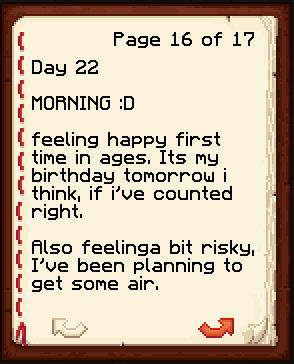 Page 16 of 17
Day 22
MORNING :D
feeling happy first
time in ages. Its my
birthday tomorrow i
think, if i've counted
right.
Also feelinga bit risky,
I've been planning to
get some air.